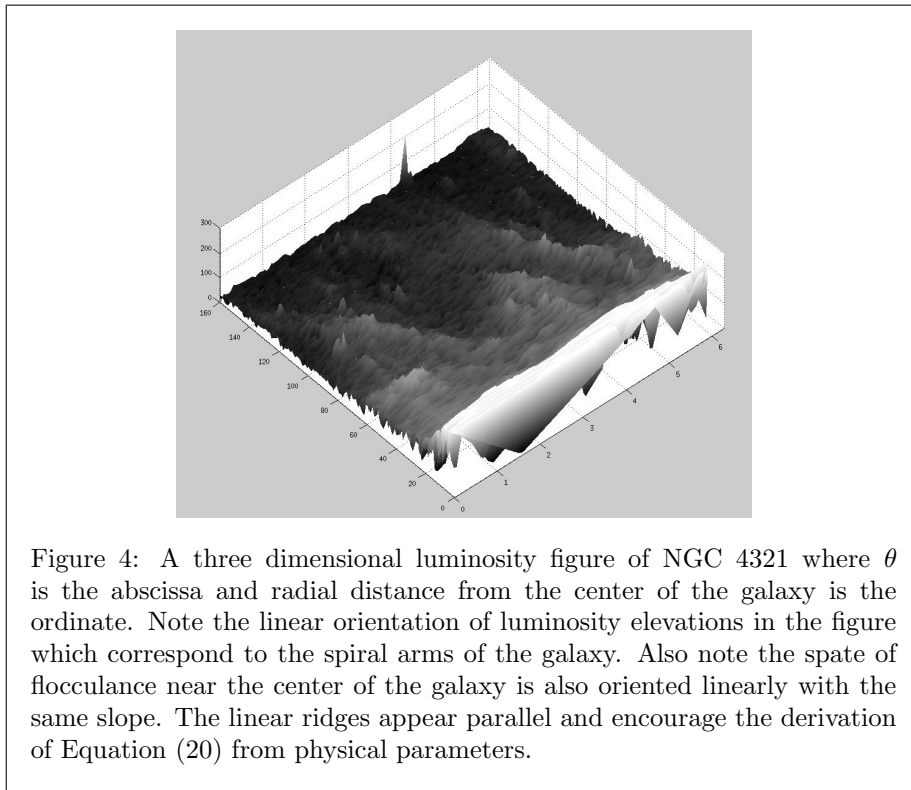 300
200
100
0
160
140
120
100
80
60
40
20
0
0
1
2
3
4
5
6
Figure 4: A three dimensional luminosity figure of NGC 4321 where θ
is the abscissa and radial distance from the center of the galaxy is the
ordinate. Note the linear orientation of luminosity elevations in the figure
which correspond to the spiral arms of the galaxy. Also note the spate of
flocculance near the center of the galaxy is also oriented linearly with the
same slope. The linear ridges appear parallel and encourage the derivation
of Equation (20) from physical parameters.